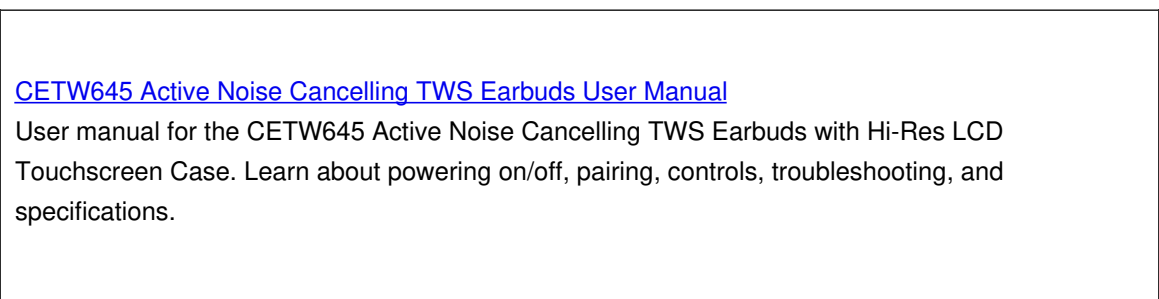 CETW645 Active Noise Cancelling TWS Earbuds User Manual
User manual for the CETW645 Active Noise Cancelling TWS Earbuds with Hi-Res LCD
Touchscreen Case. Learn about powering on/off, pairing, controls, troubleshooting, and
specifications.